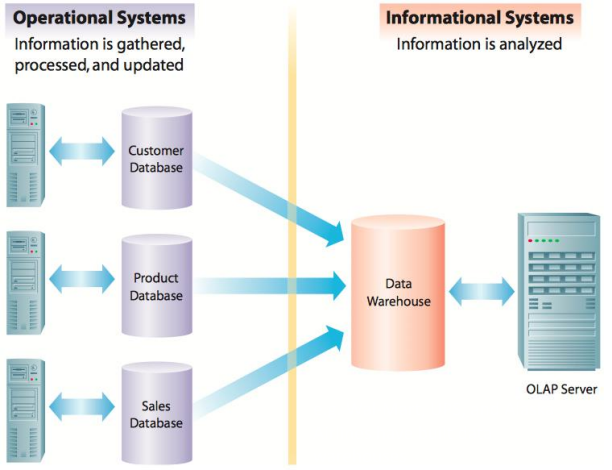 Operational Systems
Information is gathered,
processed, and updated
Informational Systems
Information is analyzed
Customer
Database
Product
Database
Sales
Database
Data
Warehouse
OLAP Server